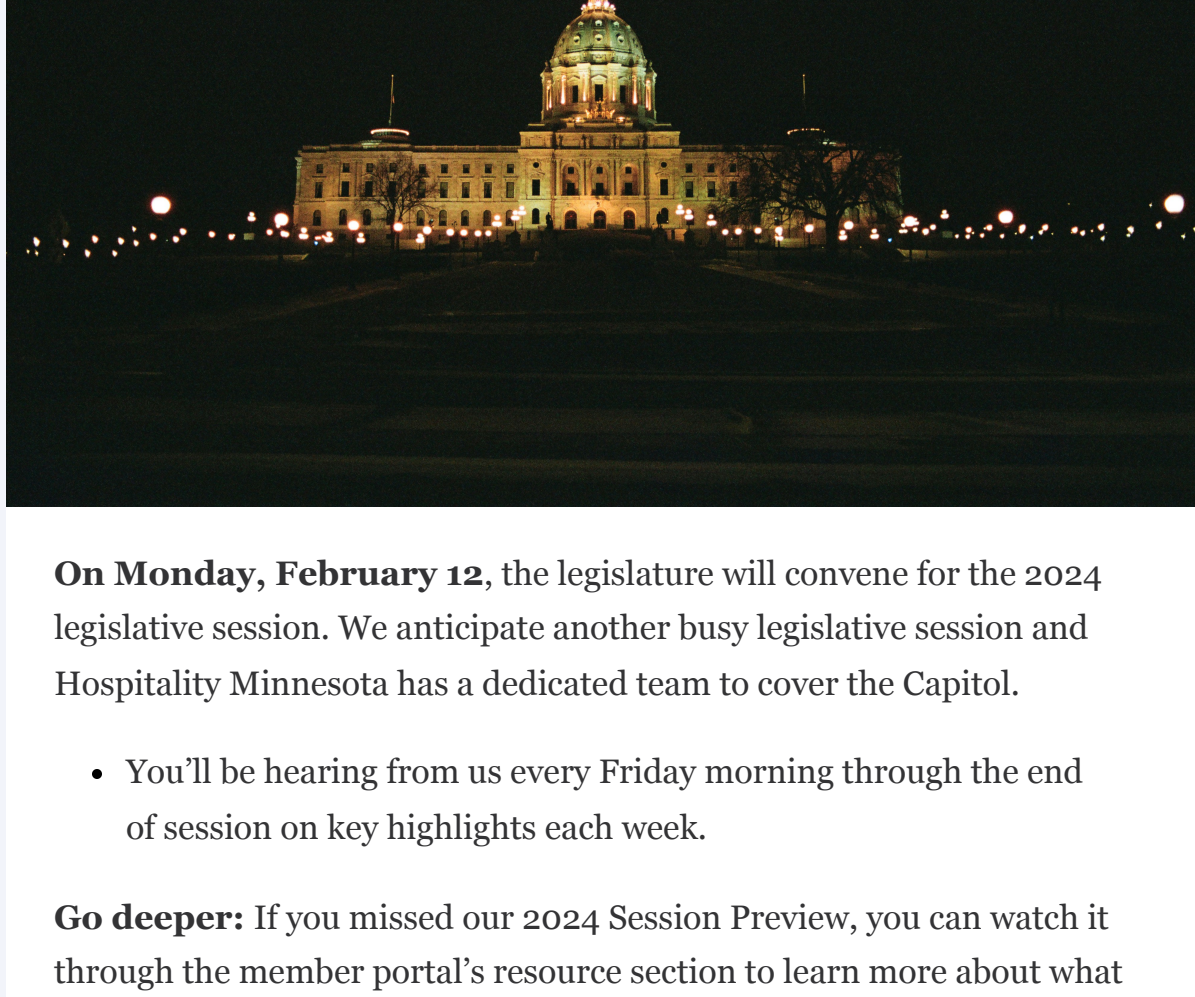 On Monday, February 12, the legislature will convene for the 2024
legislative session. We anticipate another busy legislative session and
Hospitality Minnesota has a dedicated team to cover the Capitol.
• You’ll be hearing from us every Friday morning through the end
of session on key highlights each week.
Go deeper: If you missed our 2024 Session Preview, you can watch it
through the member portal’s resource section to learn more about what